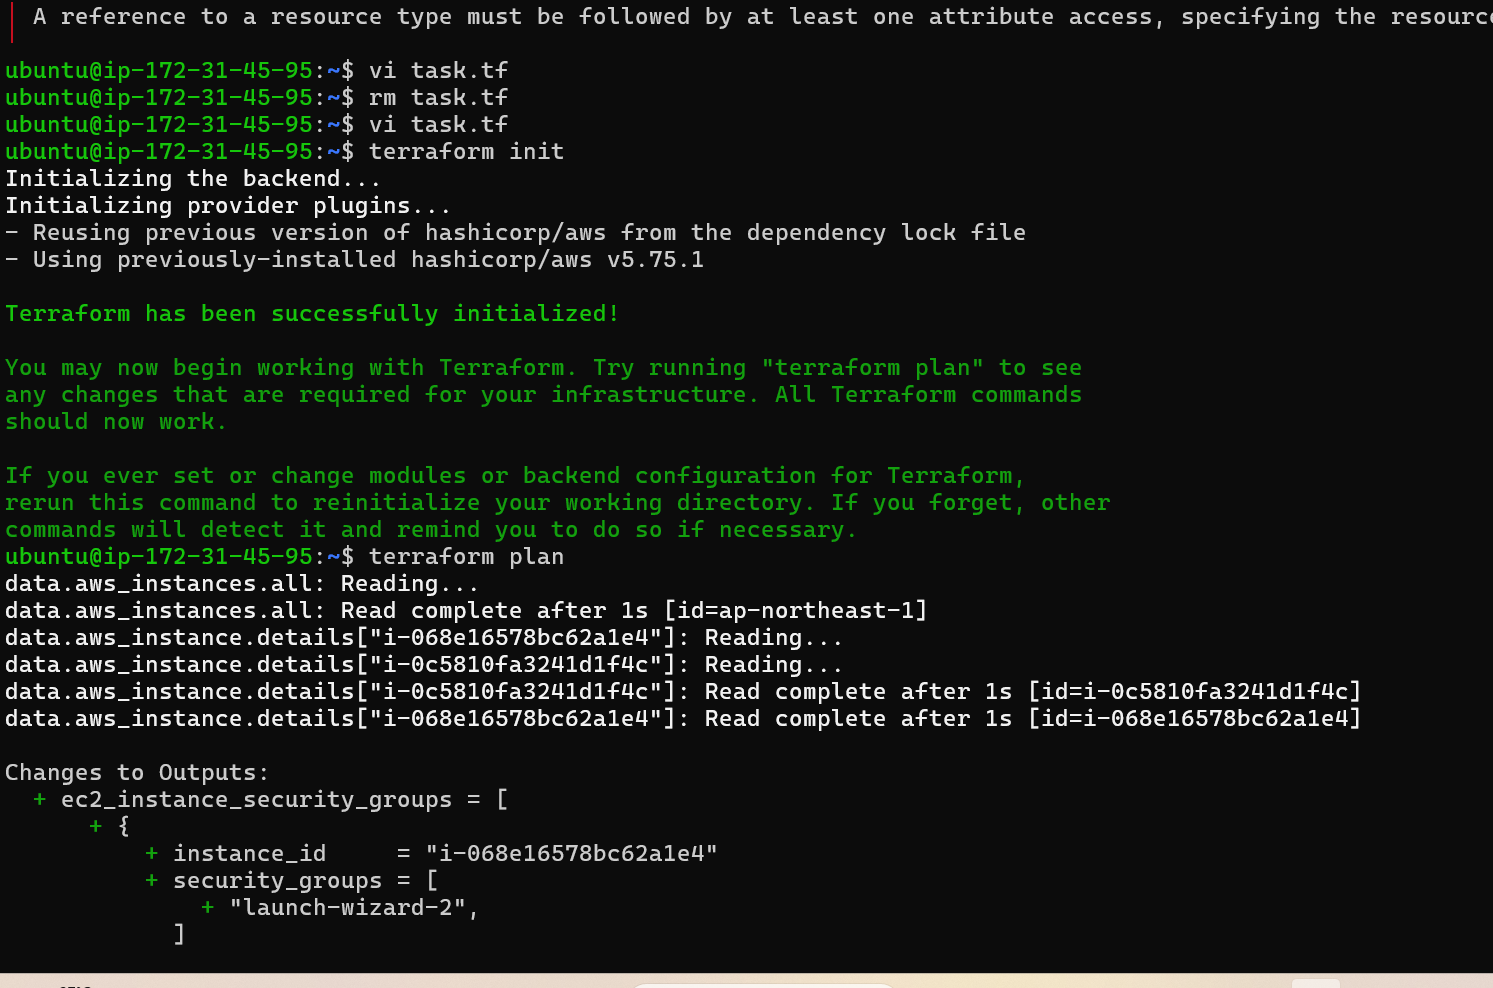 A reference to a resource type must be followed by at least one attribute access, specifying the
ubuntu@ip-172-31-45-95:~$ vi task.tf
ubuntu@ip-172-31-45-95:~$ rm task.tf
ubuntu@ip-172-31-45-95:~$ vi task.tf
ubuntu@ip-172-31-45-95:~$ terraform init
Initializing the backend...
Initializing provider plugins...
- Reusing previous version of hashicorp/aws from the dependency lock file
- Using previously-installed hashicorp/aws v5.75.1
Terraform has been successfully initialized!
You may now begin working with Terraform. Try running "terraform plan" to see
any changes that are required for your infrastructure. All Terraform commands
should now work.
If you ever set or change modules or backend configuration for Terraform,
rerun this command to reinitialize your working directory. If you forget, other
commands will detect it and remind you to do so if necessary.
ubuntu@ip-172-31-45-95:~$ terraform plan
data.aws_instances.all: Reading...
data.aws_instances.all: Read complete after 1s [id=ap-northeast-1]
data.aws_instance.details["i-068e16578bc62a1e4"]: Reading...
data.aws_instance.details["i-0c5810fa3241d1f4c"]: Reading...
data.aws_instance.details["i-0c5810fa3241d1f4c"]: Read complete after 1s [id=i-0c5810fa3241d1f4c]
data.aws_instance.details["i-068e16578bc62a1e4"]: Read complete after 1s [id=i-068e16578bc62a1e4]
Changes to Outputs:
+ ec2_instance_security_groups = [
+ {
+ instance_id     = "i-068e16578bc62a1e4"
+ security_groups = [
+ "launch-wizard-2",
]